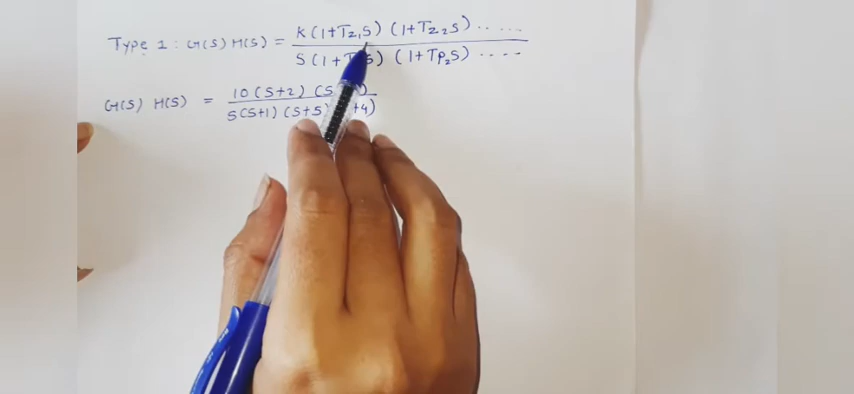 Type 1 : G(S) H(S) = K(1+Tz₁S) (1+Tz₂S) .....
S(1+T S) (1+Tp₂S) ....
G(S) H(S) = 10(S+2) (S )
S(S+1) (S+5) +4)